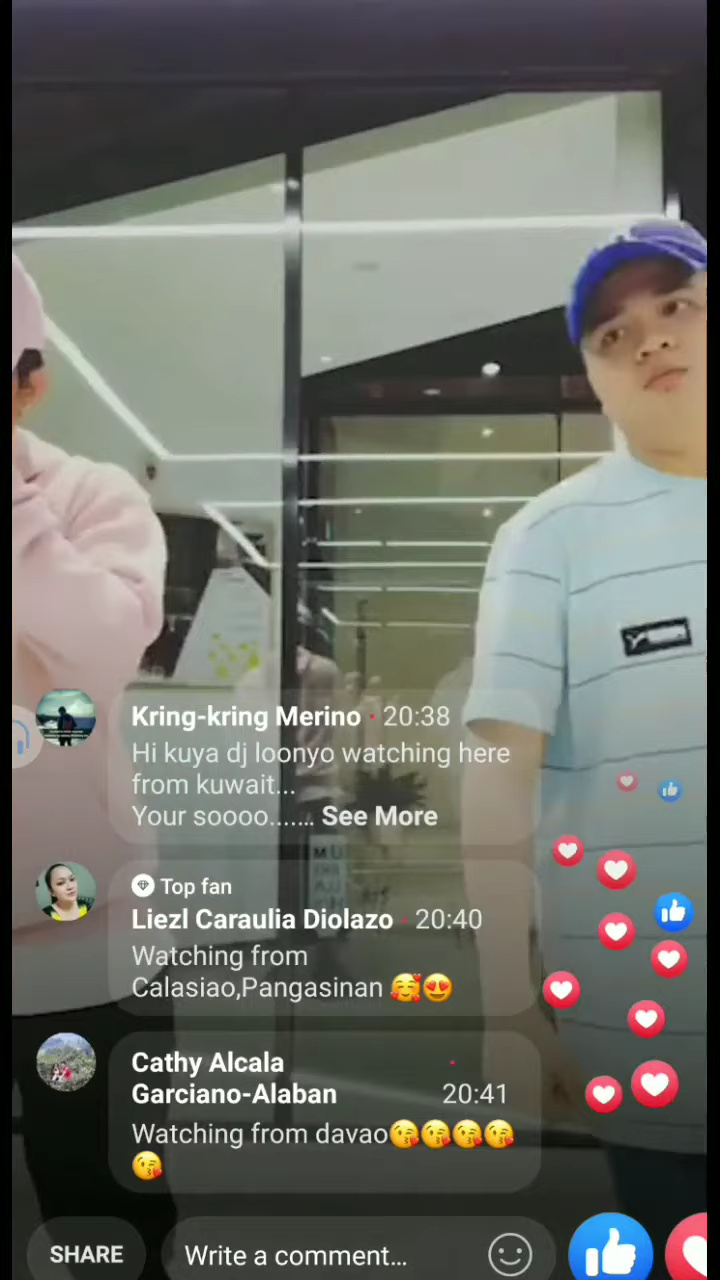 Kring-kring Merino · 20:38
Hi kuya dj loonyo watching here
from kuwait...
Your soooo....... See More
Top fan
Liezl Caraulia Diolazo · 20:40
Watching from
Calasiao,Pangasinan 🥰😍
Cathy Alcala
Garciano-Alaban · 20:41
Watching from davao😘😘😘😘
😘
SHARE
Write a comment...